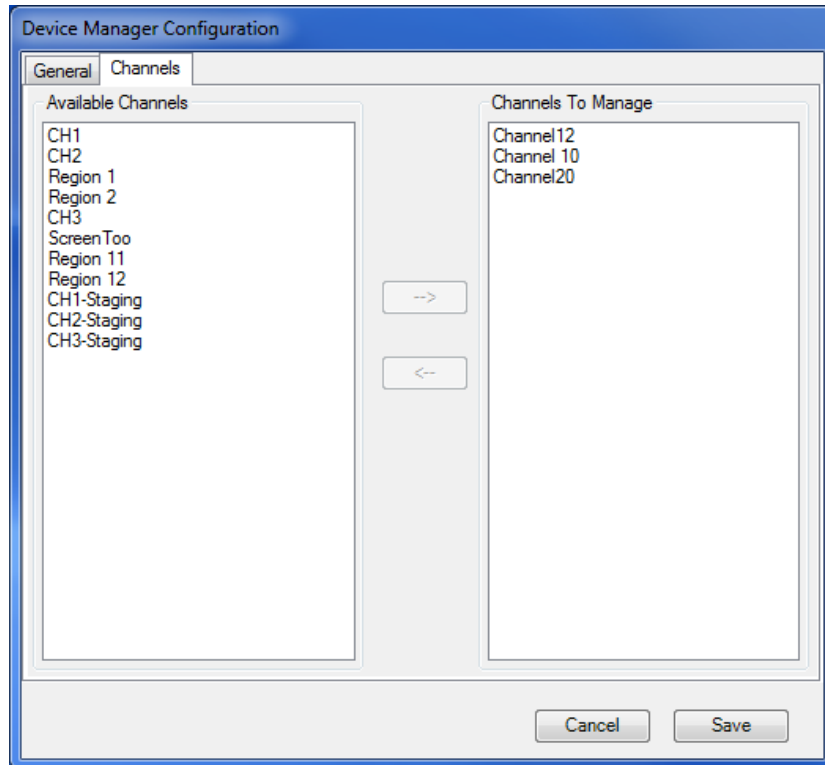 Device Manager Configuration
General Channels
Available Channels
CH1
CH2
Region 1
Region 2
CH3
ScreenToo
Region 11
Region 12
CH1-Staging
CH2-Staging
CH3-Staging
-->
<--
Channels To Manage
Channel12
Channel 10
Channel20
Cancel Save